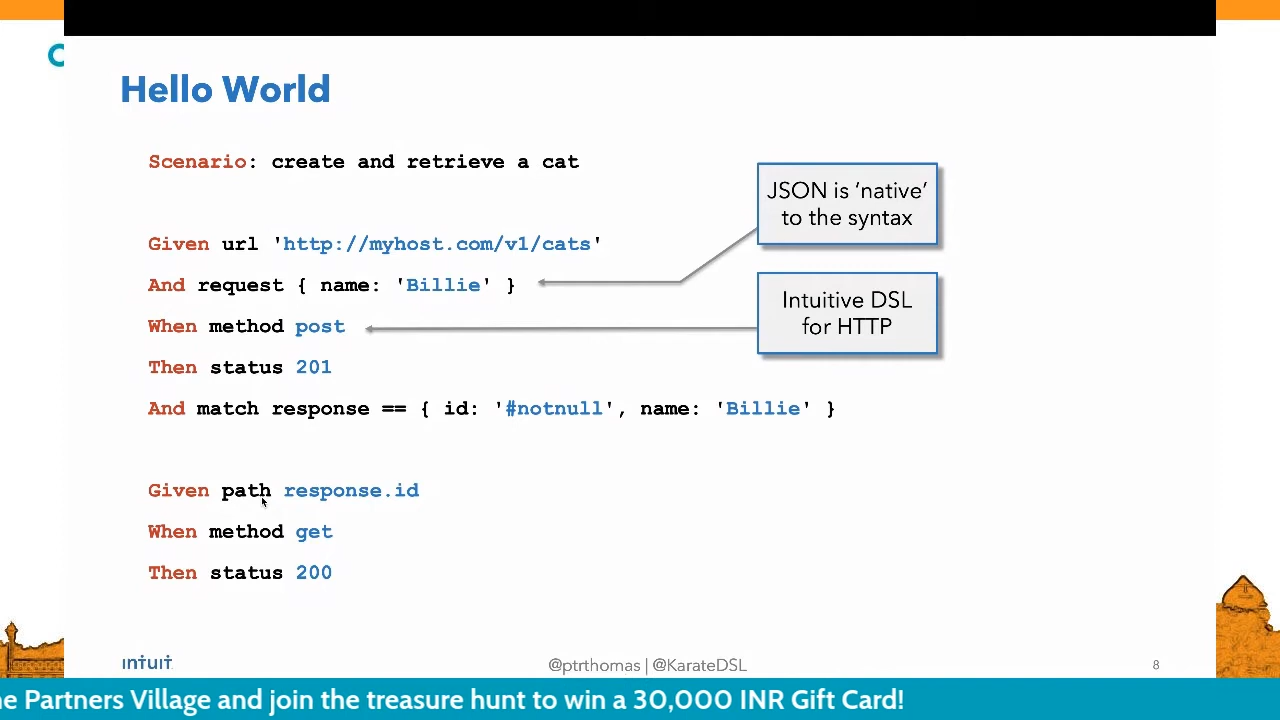 Hello World
Scenario: create and retrieve a cat
JSON is ‘native’
to the syntax
Given url 'http://myhost.com/v1/cats'
And request { name: 'Billie' }
Intuitive DSL
for HTTP
When method post
Then status 201
And match response == { id: '#notnull', name: 'Billie' }
Given path response.id
When method get
Then status 200
intuit
@ptrthomas | @KarateDSL
8
Partners Village and join the treasure hunt to win a 30,000 INR Gift Card!